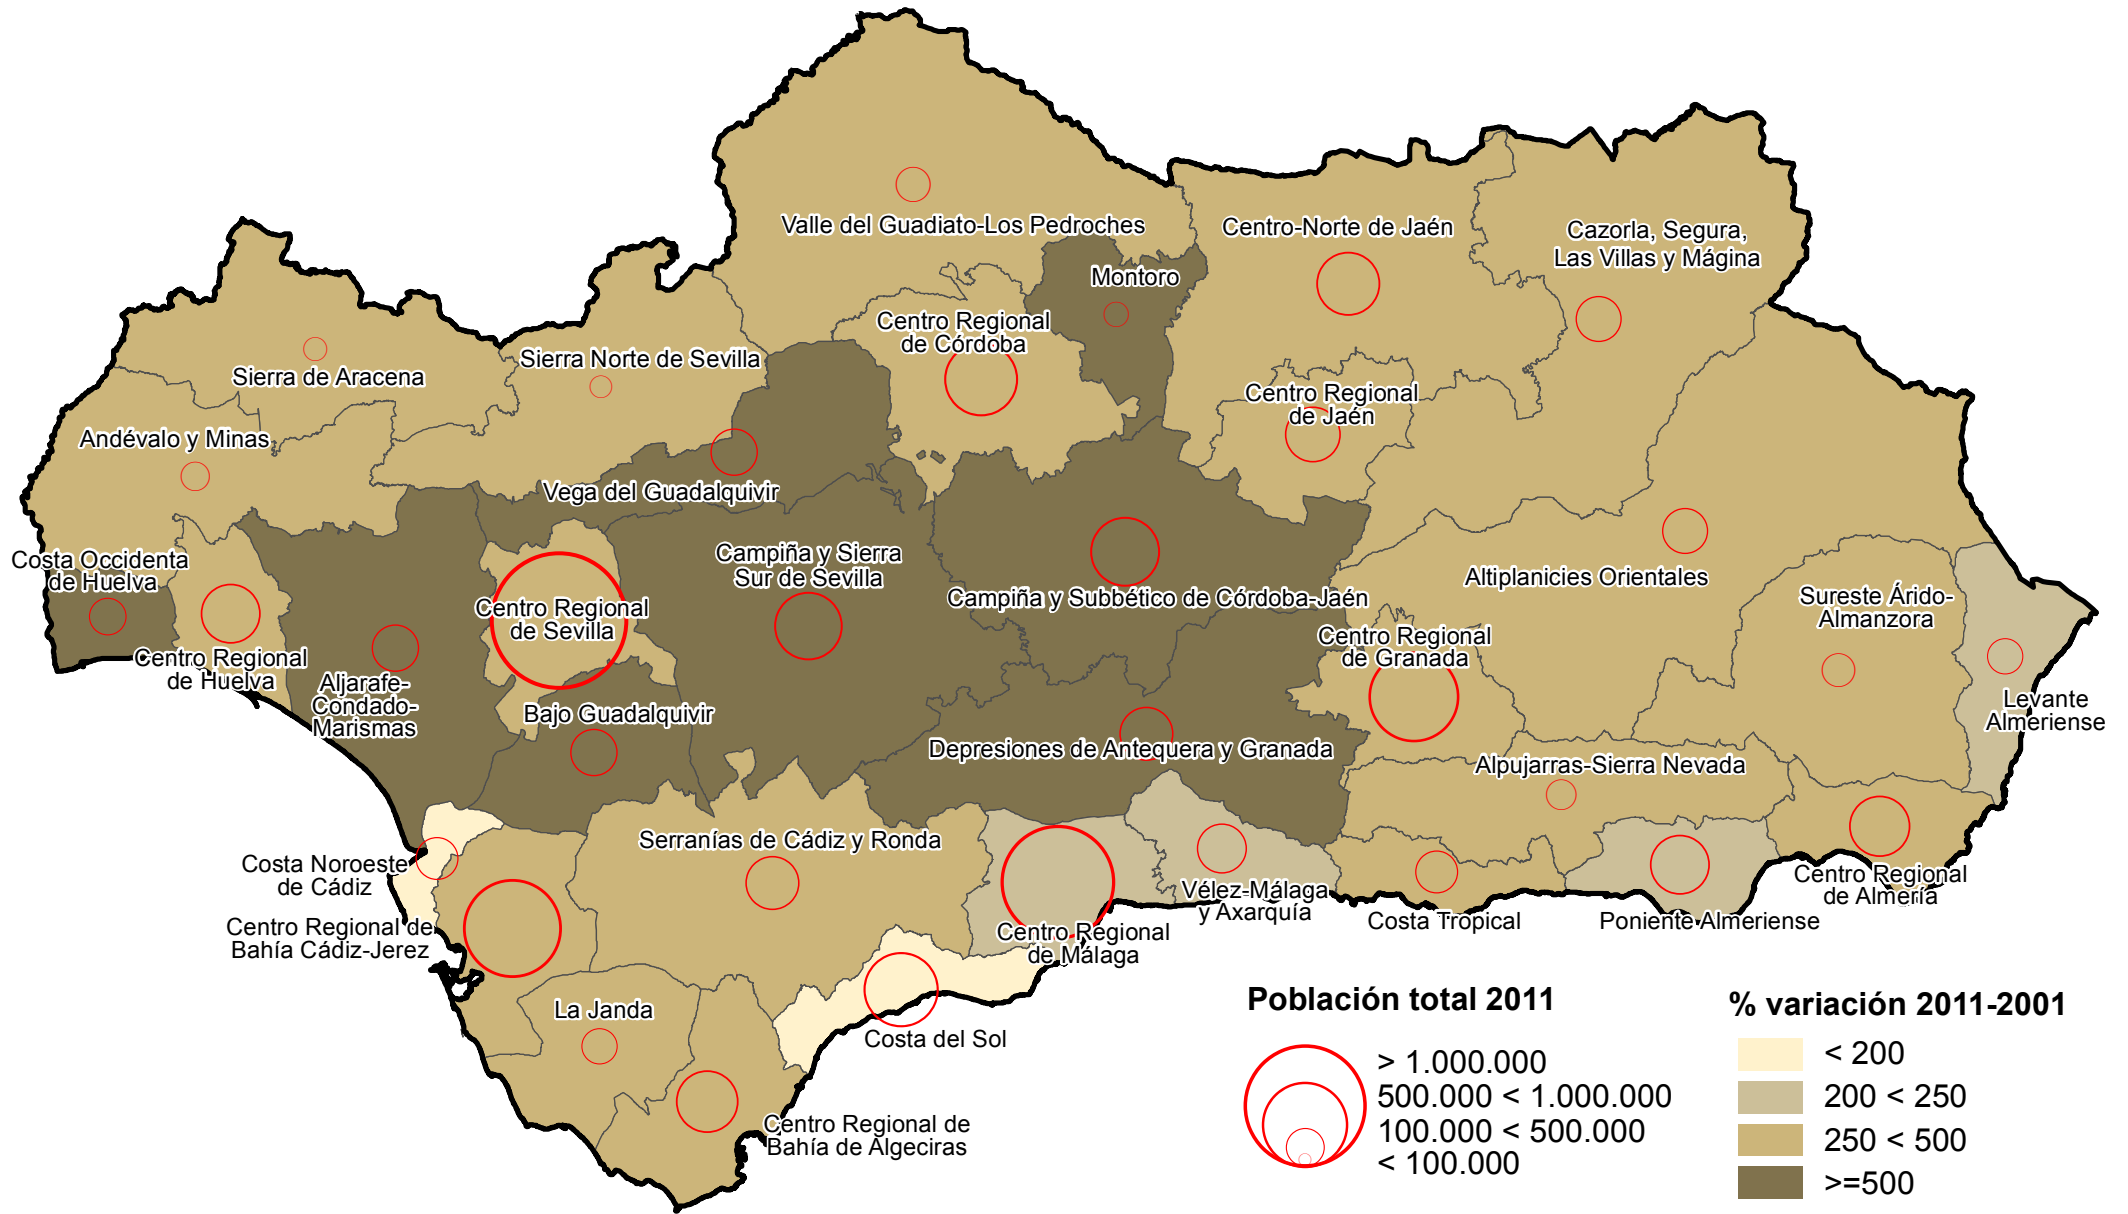 Valle del Guadiato-Los Pedroches
Centro-Norte de Jaén
Cazorla, Segura,
Las Villas y Mágina
Montoro
Centro Regional
de Córdoba
Sierra Norte de Sevilla
Sierra de Aracena
Centro Regional
de Jaén
Andévalo y Minas
Vega del Guadalquivir
Costa Occidenta
de Huelva
Campiña y Sierra
Sur de Sevilla
Campiña y Subbético de Córdoba-Jaén
Altiplanicies Orientales
Sureste Árido-
Almanzora
Centro Regional
de Sevilla
Centro Regional
de Granada
Centro Regional
de Huelva
Aljarafe-
Condado-
Marismas
Bajo Guadalquivir
Levante
Almeriense
Depresiones de Antequera y Granada
Alpujarras-Sierra Nevada
Serranías de Cádiz y Ronda
Costa Noroeste
de Cádiz
Vélez-Málaga
y Axarquía
Centro Regional
de Almería
Costa Tropical
Poniente Almeriense
Centro Regional de
Bahía Cádiz-Jerez
Centro Regional
de Málaga
La Janda
Costa del Sol
Centro Regional de
Bahía de Algeciras
Población total 2011
> 1.000.000
500.000 < 1.000.000
100.000 < 500.000
< 100.000
% variación 2011-2001
< 200
200 < 250
250 < 500
>=500